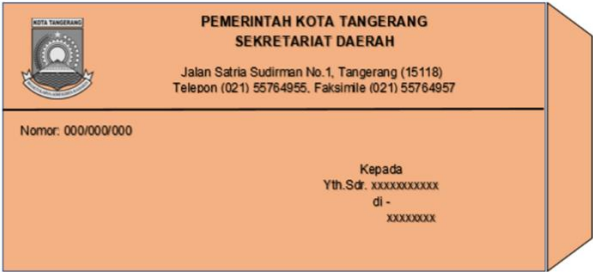 KOTA TANGERANG
PEMERINTAH KOTA TANGERANG
SEKRETARIAT DAERAH
Jalan Satria Sudirman No.1, Tangerang (15118)
Telepon (021) 55764955, Faksimile (021) 55764957
Nomor: 000/000/000
Kepada
Yth.Sdr. xxxxxxxxxxx
di -
xxxxxxxx